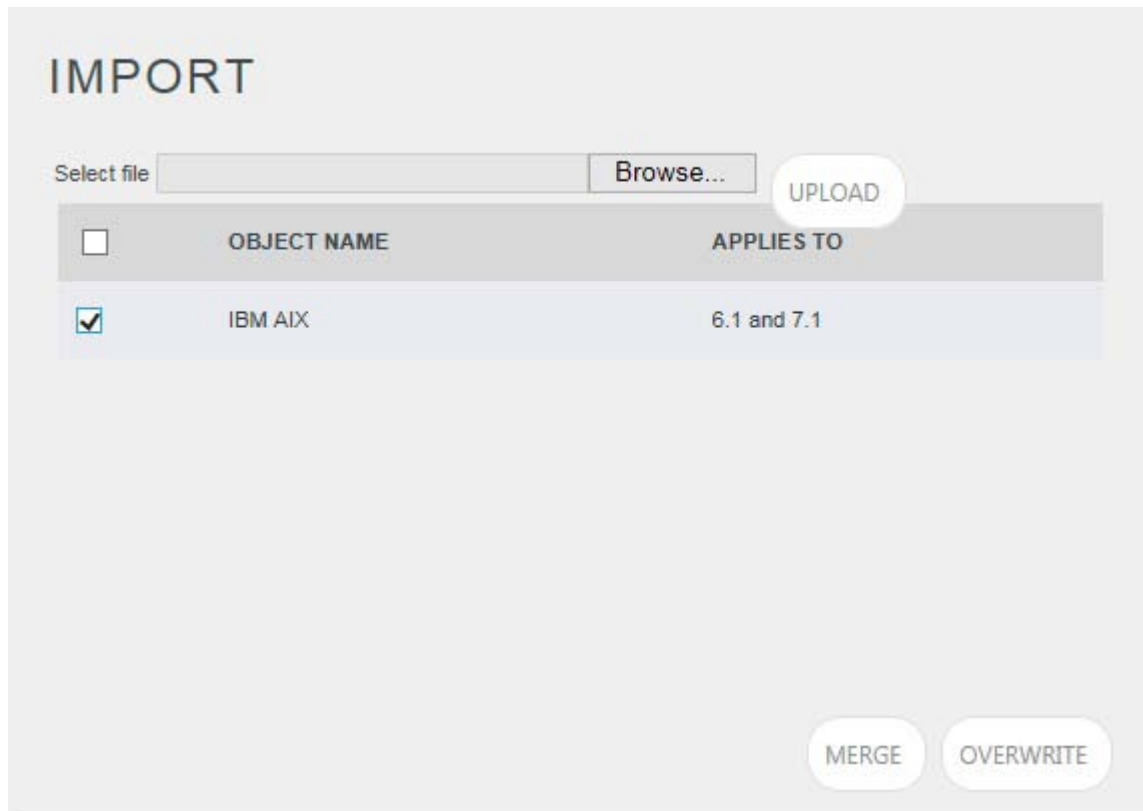 IMPORT
Select file Browse... UPLOAD
OBJECT NAME APPLIES TO
IBM AIX 6.1 and 7.1
MERGE OVERWRITE